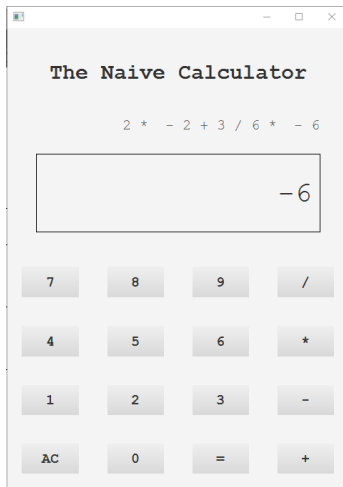 The Naive Calculator
2 *  - 2 + 3 / 6 *  - 6
-6
7 8 9 /
4 5 6 *
1 2 3 -
AC 0 = +